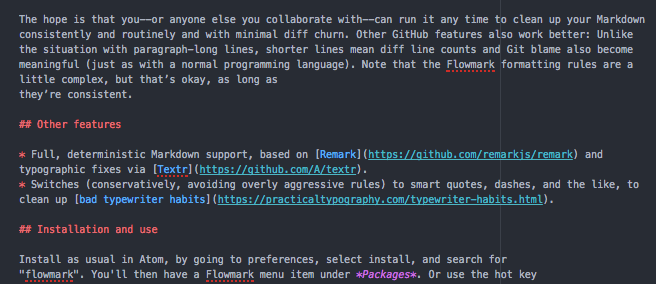 The hope is that you--or anyone else you collaborate with--can run it any time to clean up your Markdown
consistently and routinely and with minimal diff churn. Other GitHub features also work better: Unlike
the situation with paragraph-long lines, shorter lines mean diff line counts and Git blame also become
meaningful (just as with a normal programming language). Note that the Flowmark formatting rules are a
little complex, but that’s okay, as long as
they’re consistent.
## Other features
* Full, deterministic Markdown support, based on [Remark](https://github.com/remarkjs/remark) and
typographic fixes via [Textr](https://github.com/A/textr).
* Switches (conservatively, avoiding overly aggressive rules) to smart quotes, dashes, and the like, to
clean up [bad typewriter habits](https://practicaltypography.com/typewriter-habits.html).
## Installation and use
Install as usual in Atom, by going to preferences, select install, and search for
"flowmark". You'll then have a Flowmark menu item under *Packages*. Or use the hot key